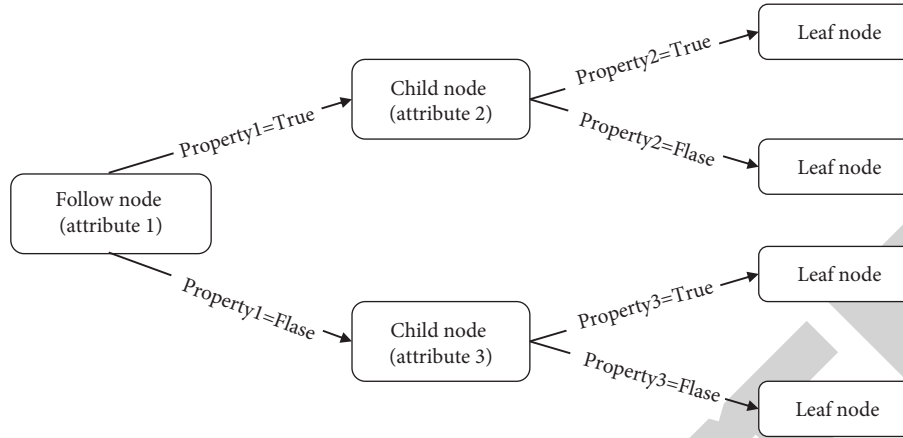 Leaf node
Property2=True
Child node
(attribute 2)
Property1=True
Property2=Flase
Leaf node
Follow node
(attribute 1)
Leaf node
Property3=True
Property1=Flase
Child node
(attribute 3)
Property3=Flase
Leaf node